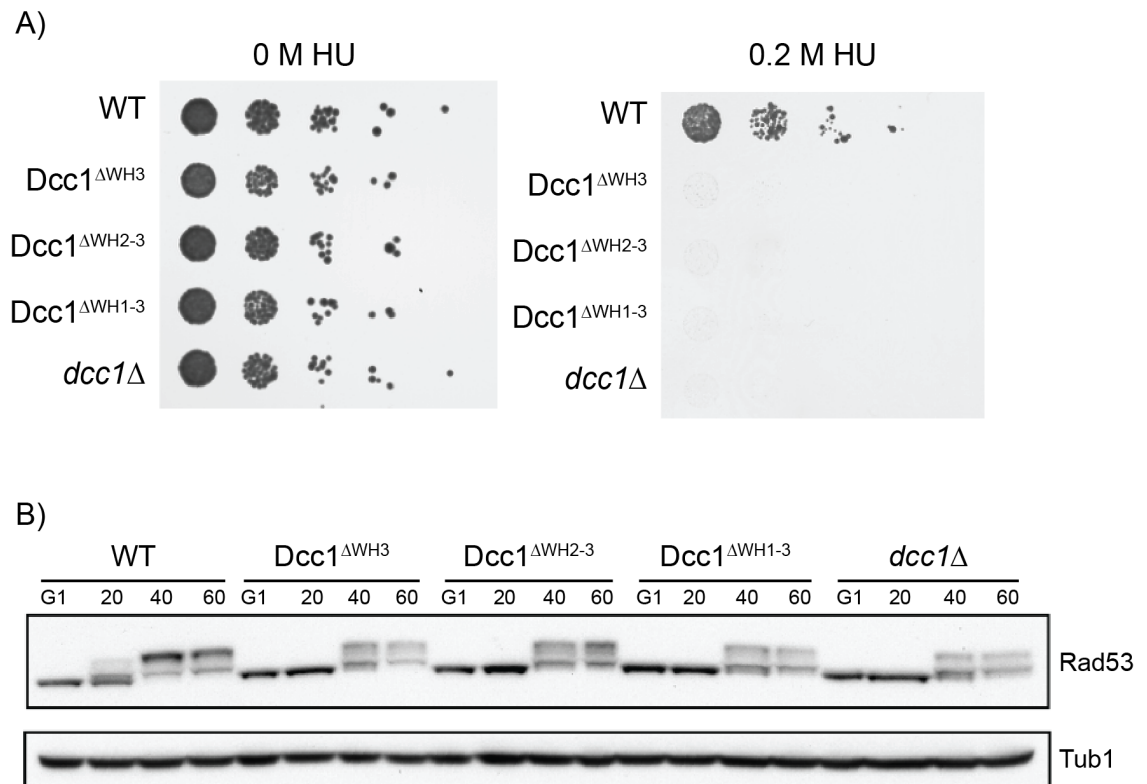 A)
0 M HU
0.2 M HU
WT
Dcc1ΔWH3
Dcc1ΔWH2-3
Dcc1ΔWH1-3
dcc1Δ
WT
Dcc1ΔWH3
Dcc1ΔWH2-3
Dcc1ΔWH1-3
dcc1Δ
B)
WT Dcc1ΔWH3 Dcc1ΔWH2-3 Dcc1ΔWH1-3 dcc1Δ
G1 20 40 60 G1 20 40 60 G1 20 40 60 G1 20 40 60 G1 20 40 60
Rad53
Tub1